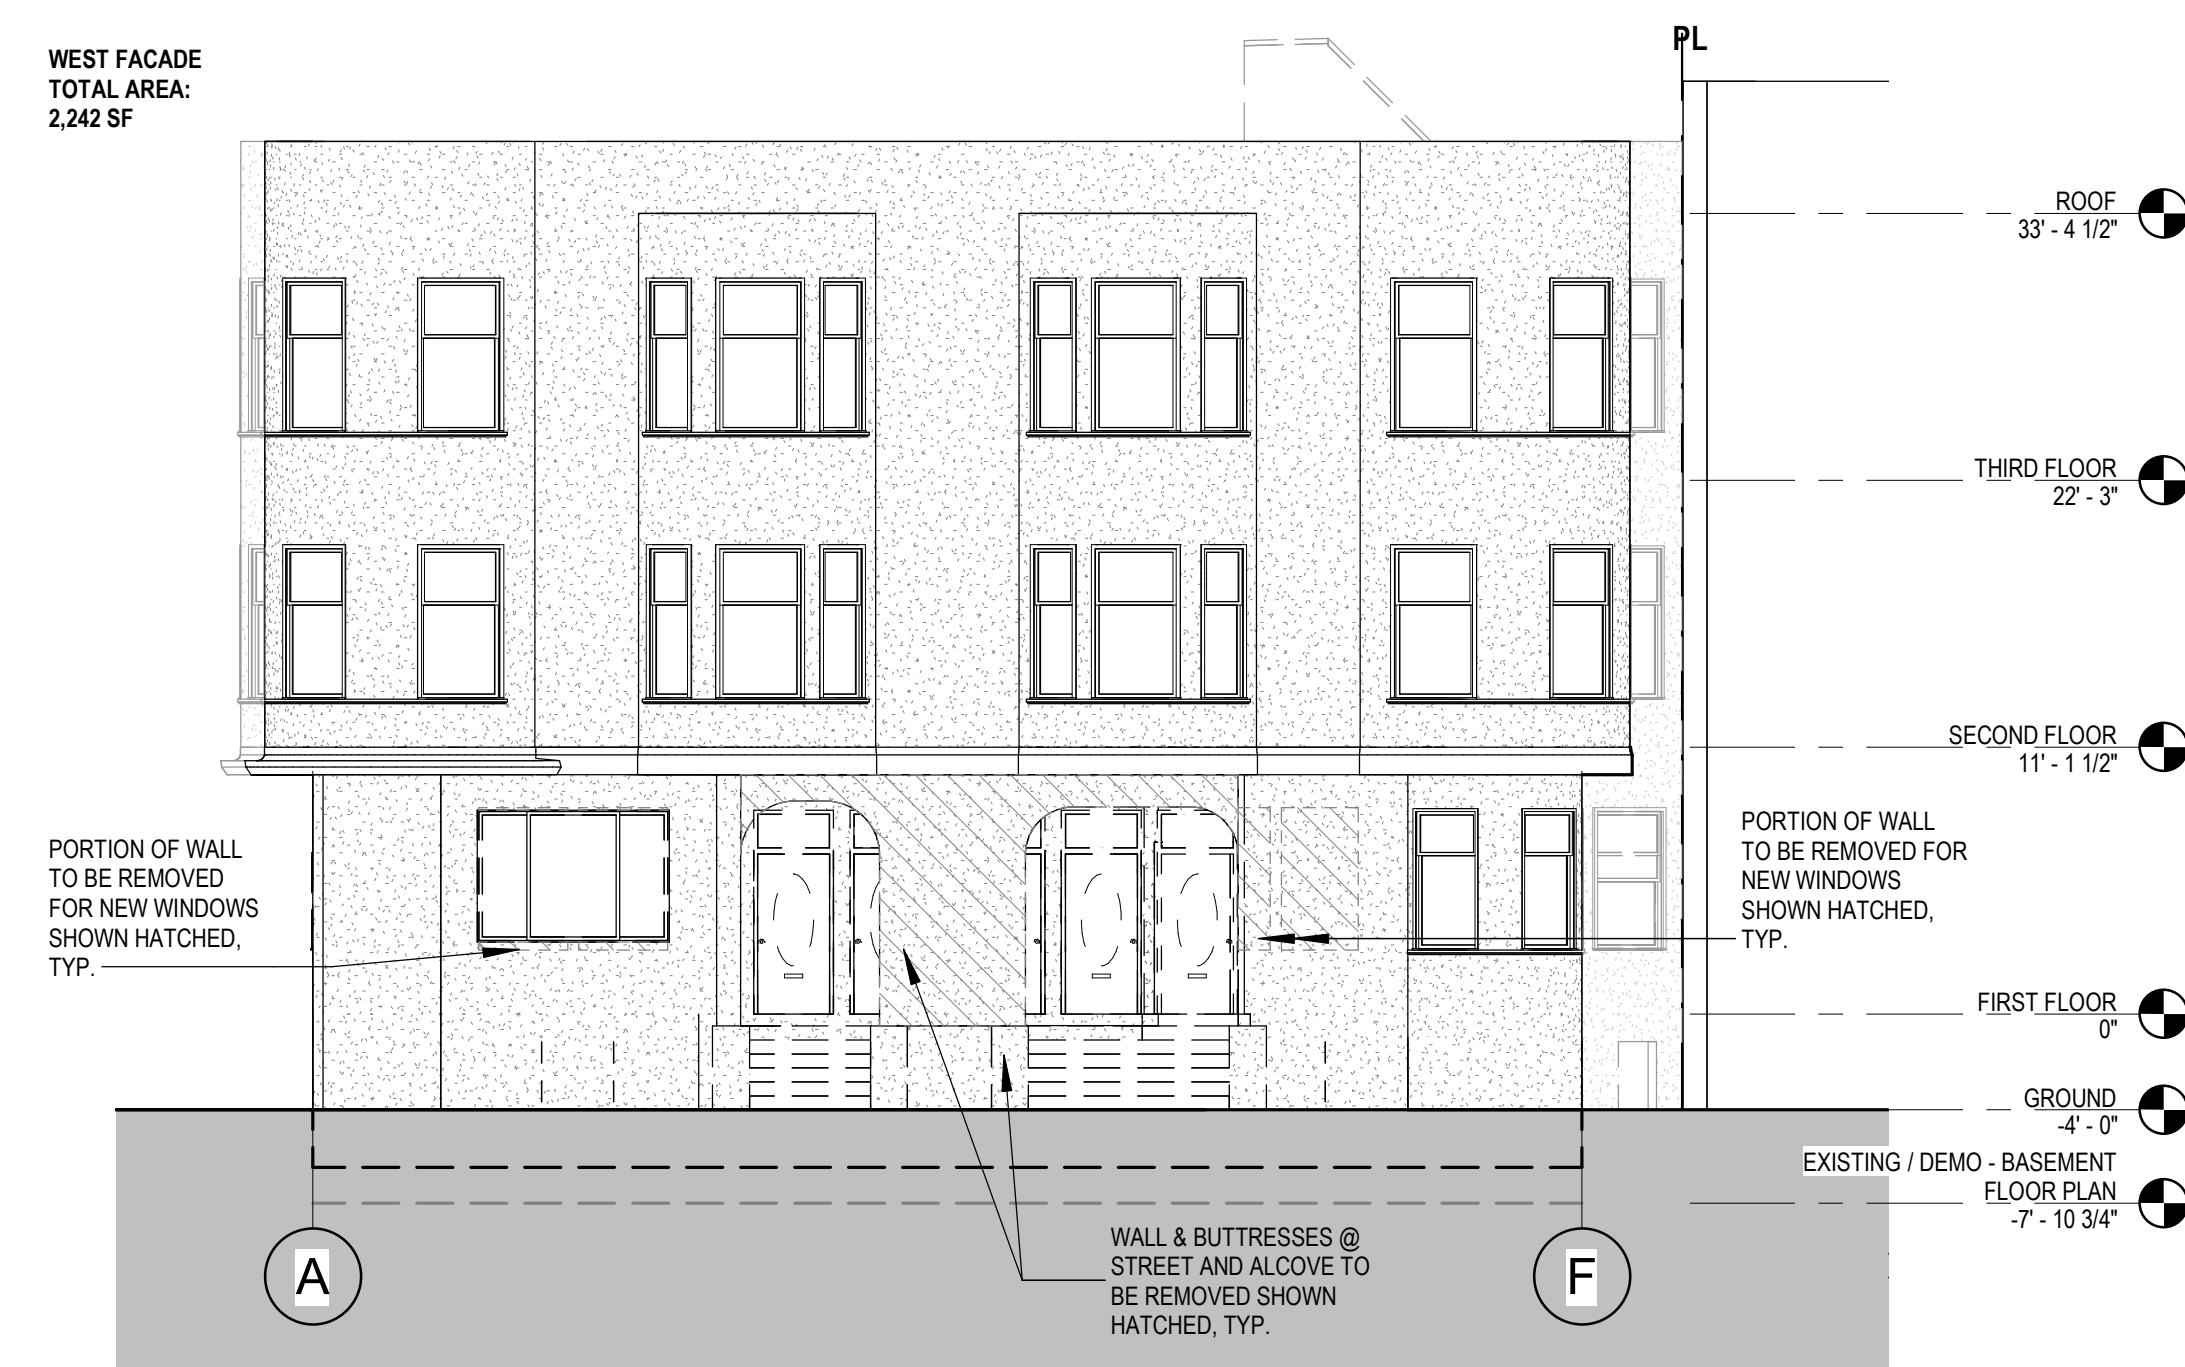 WEST FACADE
TOTAL AREA:
2,242 SF
PL
ROOF
33' - 4 1/2"
THIRD FLOOR
22' - 3"
SECOND FLOOR
11' - 1 1/2"
PORTION OF WALL
TO BE REMOVED
FOR NEW WINDOWS
SHOWN HATCHED,
TYP.
PORTION OF WALL
TO BE REMOVED FOR
NEW WINDOWS
SHOWN HATCHED,
TYP.
FIRST FLOOR
0"
GROUND
-4' - 0"
EXISTING / DEMO - BASEMENT
FLOOR PLAN
-7' - 10 3/4"
WALL & BUTTRESSES @
STREET AND ALCOVE TO
BE REMOVED SHOWN
HATCHED, TYP.
A
F